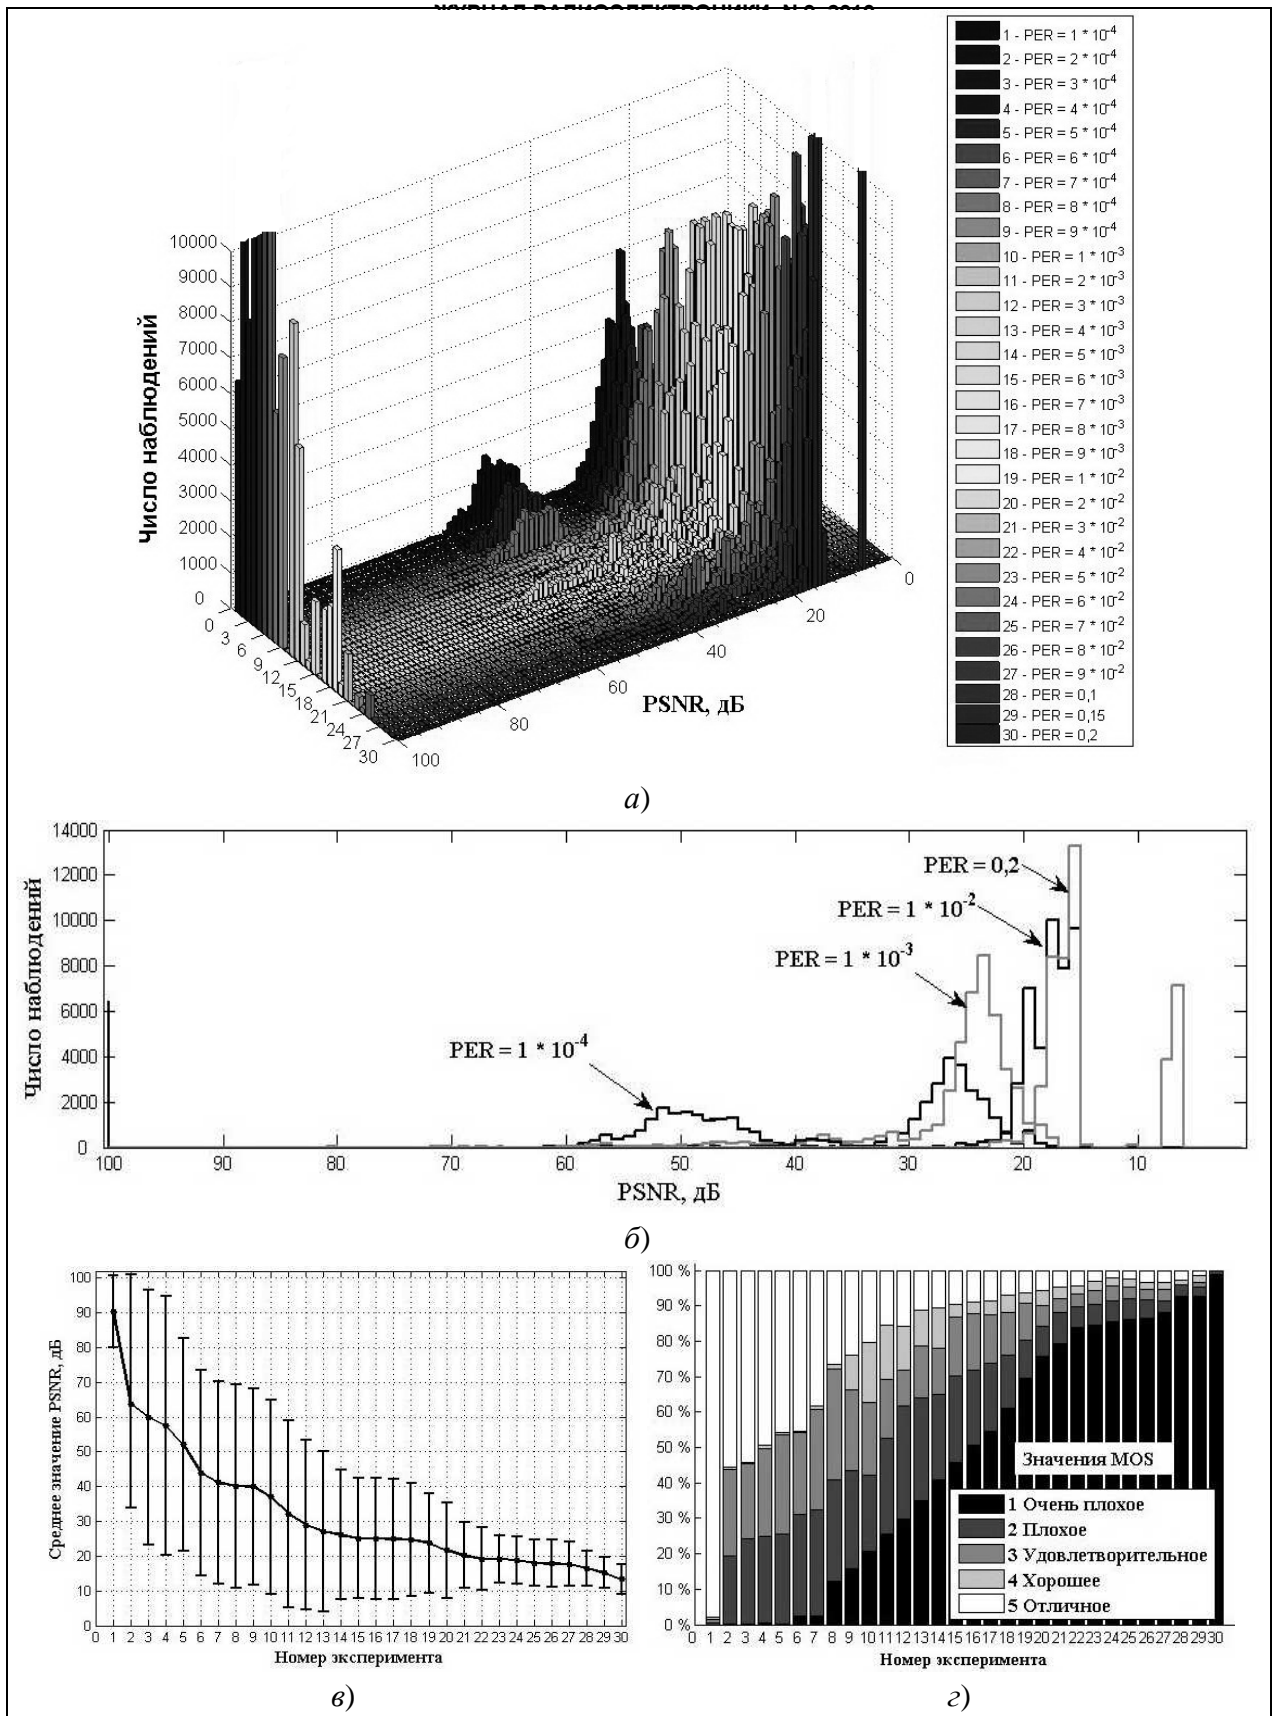 ЖУРНАЛ РАДИОЭЛЕКТРОНИКИ
1 - PER = 1 * 10-4
2 - PER = 2 * 10-4
3 - PER = 3 * 10-4
4 - PER = 4 * 10-4
5 - PER = 5 * 10-4
6 - PER = 6 * 10-4
7 - PER = 7 * 10-4
8 - PER = 8 * 10-4
9 - PER = 9 * 10-4
10 - PER = 1 * 10-3
11 - PER = 2 * 10-3
12 - PER = 3 * 10-3
13 - PER = 4 * 10-3
14 - PER = 5 * 10-3
15 - PER = 6 * 10-3
16 - PER = 7 * 10-3
17 - PER = 8 * 10-3
18 - PER = 9 * 10-3
19 - PER = 1 * 10-2
20 - PER = 2 * 10-2
21 - PER = 3 * 10-2
22 - PER = 4 * 10-2
23 - PER = 5 * 10-2
24 - PER = 6 * 10-2
25 - PER = 7 * 10-2
26 - PER = 8 * 10-2
27 - PER = 9 * 10-2
28 - PER = 0,1
29 - PER = 0,15
30 - PER = 0,2
Число наблюдений
10000
9000
8000
7000
6000
5000
4000
3000
2000
1000
0
0
3
6
9
12
15
18
21
24
27
30
100
80
60
40
20
0
PSNR, дБ
а)
Число наблюдений
14000
12000
10000
8000
6000
4000
2000
0
PER = 0,2
PER = 1 * 10-2
PER = 1 * 10-3
PER = 1 * 10-4
100 90 80 70 60 50 40 30 20 10
PSNR, дБ
б)
Среднее значение PSNR, дБ
100
90
80
70
60
50
40
30
20
10
0
0 1 2 3 4 5 6 7 8 9 10 11 12 13 14 15 16 17 18 19 20 21 22 23 24 25 26 27 28 29 30
Номер эксперимента
в)
100 %
90 %
80 %
70 %
60 %
50 %
40 %
30 %
20 %
10 %
0 %
Значения MOS
1 Очень плохое
2 Плохое
3 Удовлетворительное
4 Хорошее
5 Отличное
0 1 2 3 4 5 6 7 8 9 10 11 12 13 14 15 16 17 18 19 20 21 22 23 24 25 26 27 28 29 30
Номер эксперимента
г)